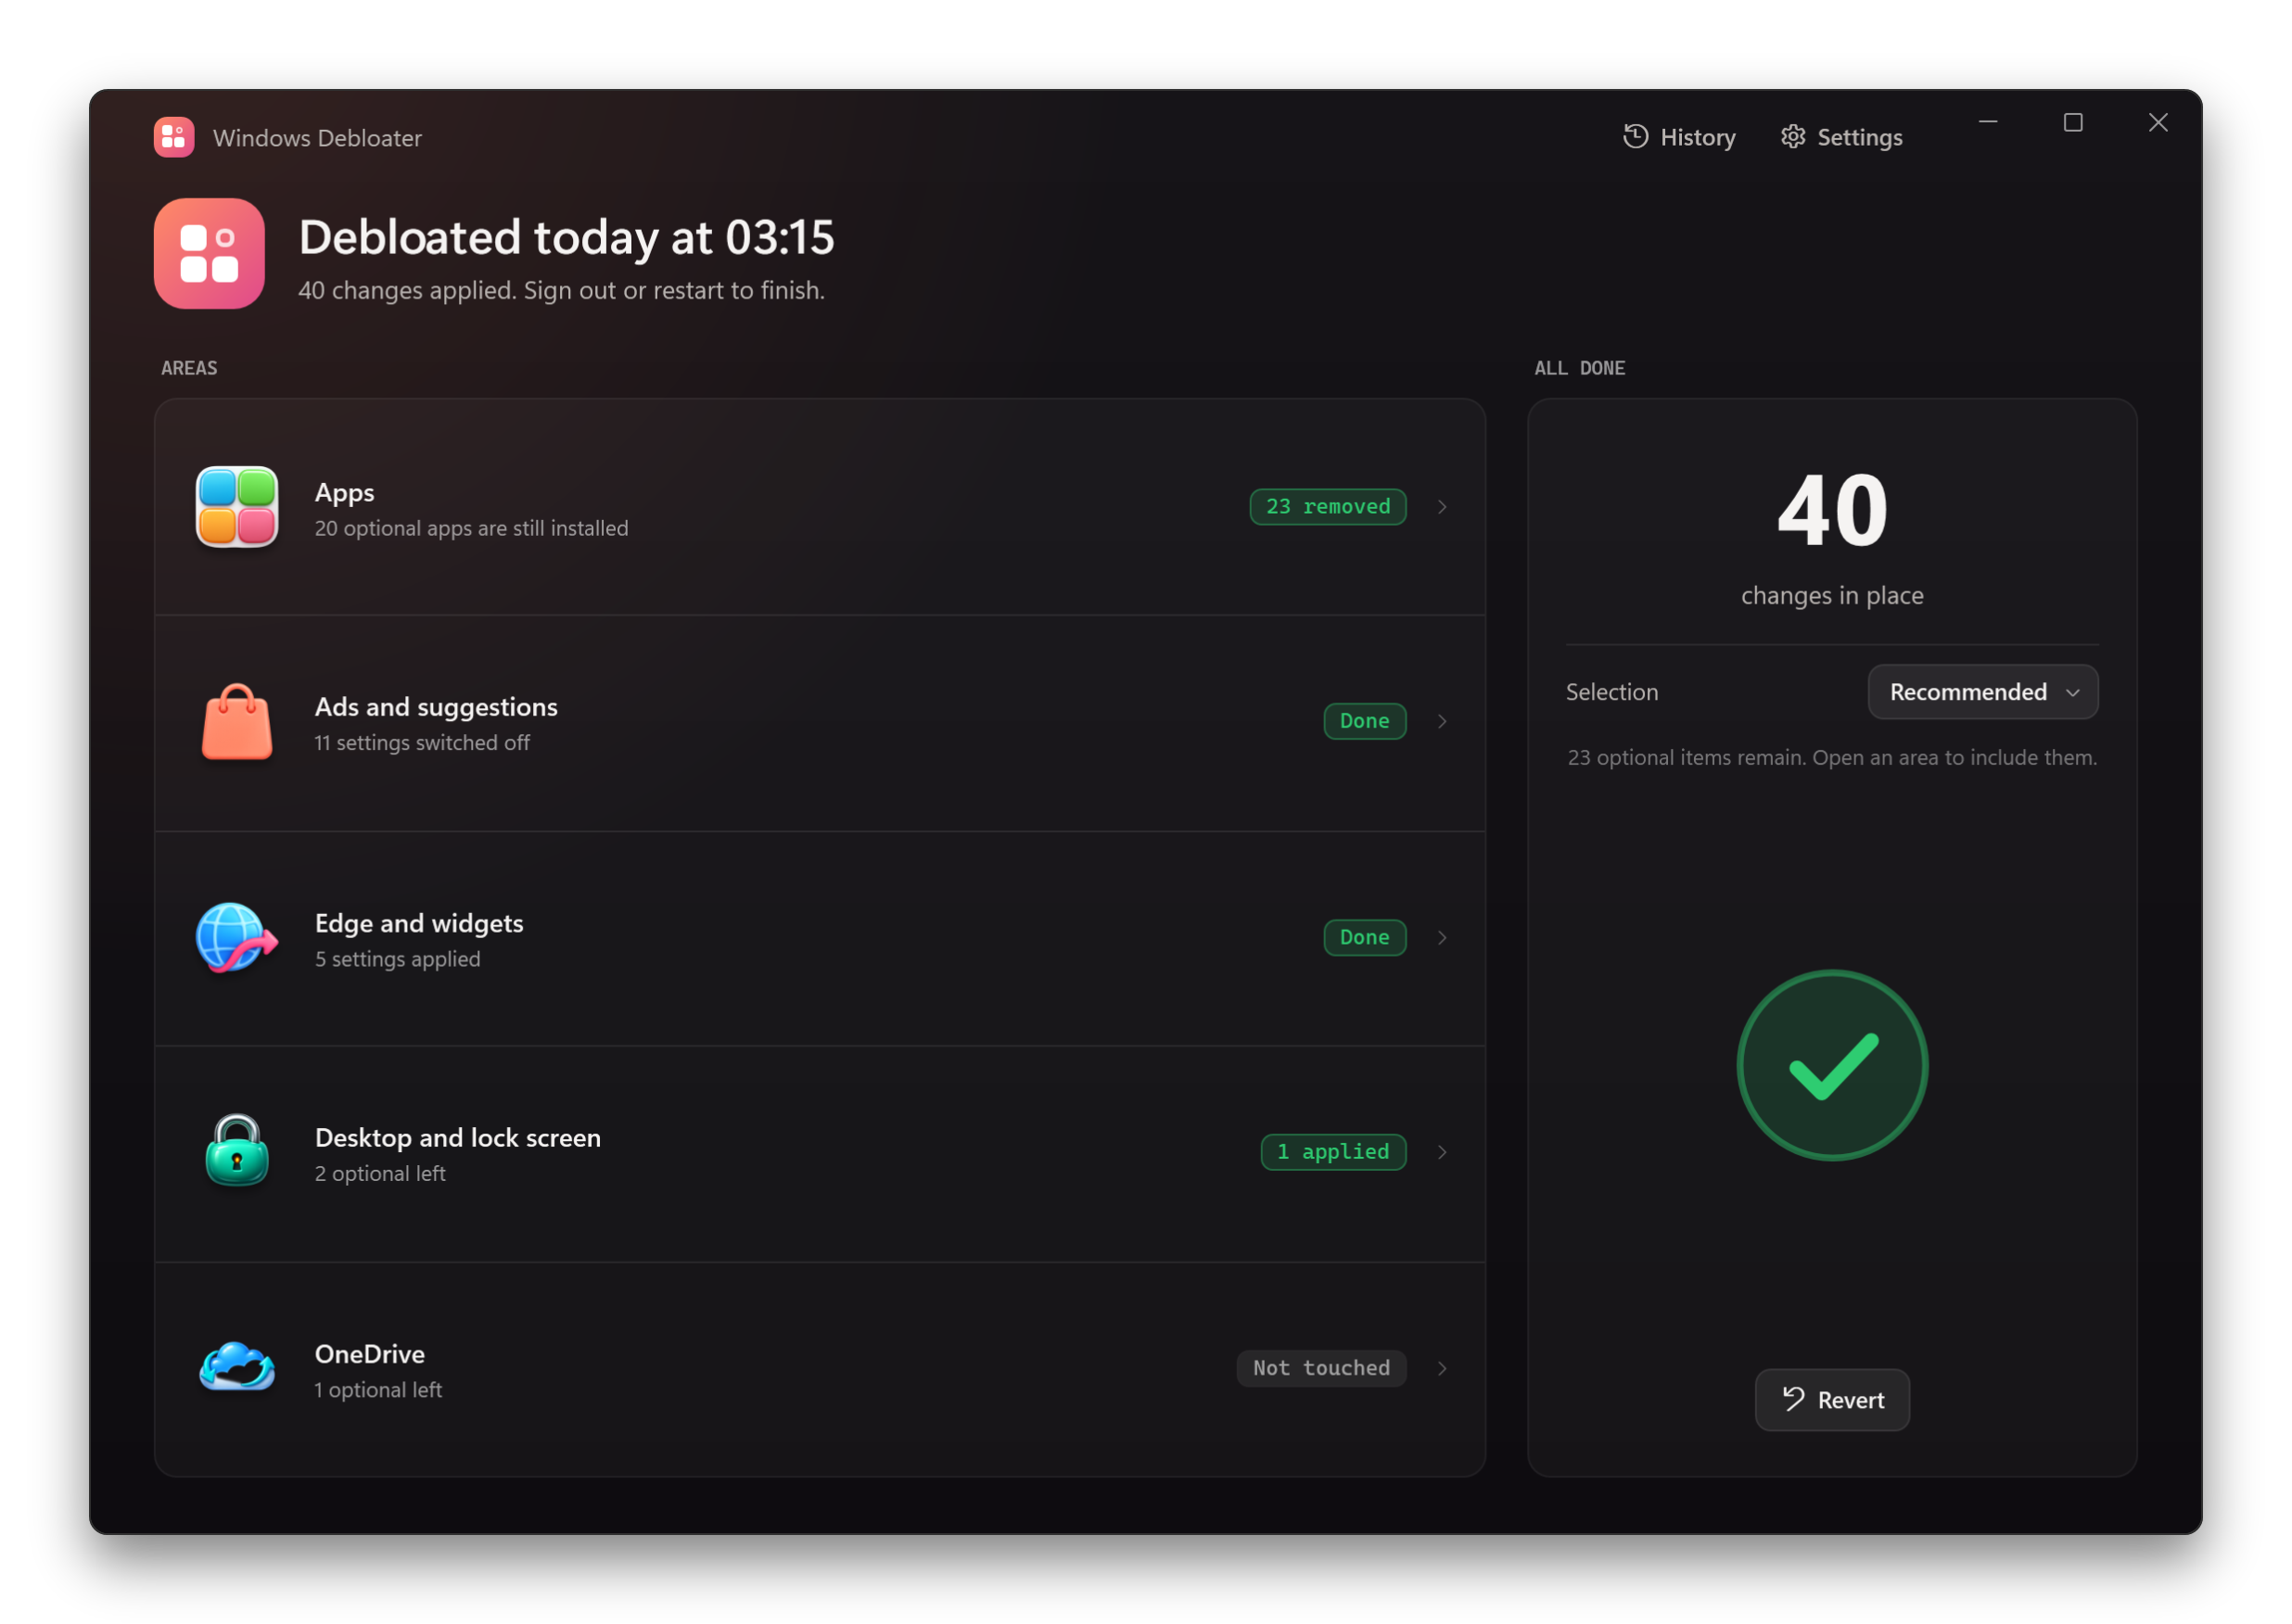 Windows Debloater
History
Settings
Debloated today at 03:15
40 changes applied. Sign out or restart to finish.
AREAS
Apps
20 optional apps are still installed
23 removed
Ads and suggestions
11 settings switched off
Done
Edge and widgets
5 settings applied
Done
Desktop and lock screen
2 optional left
1 applied
OneDrive
1 optional left
Not touched
ALL DONE
40
changes in place
Selection
Recommended
23 optional items remain. Open an area to include them.
Revert